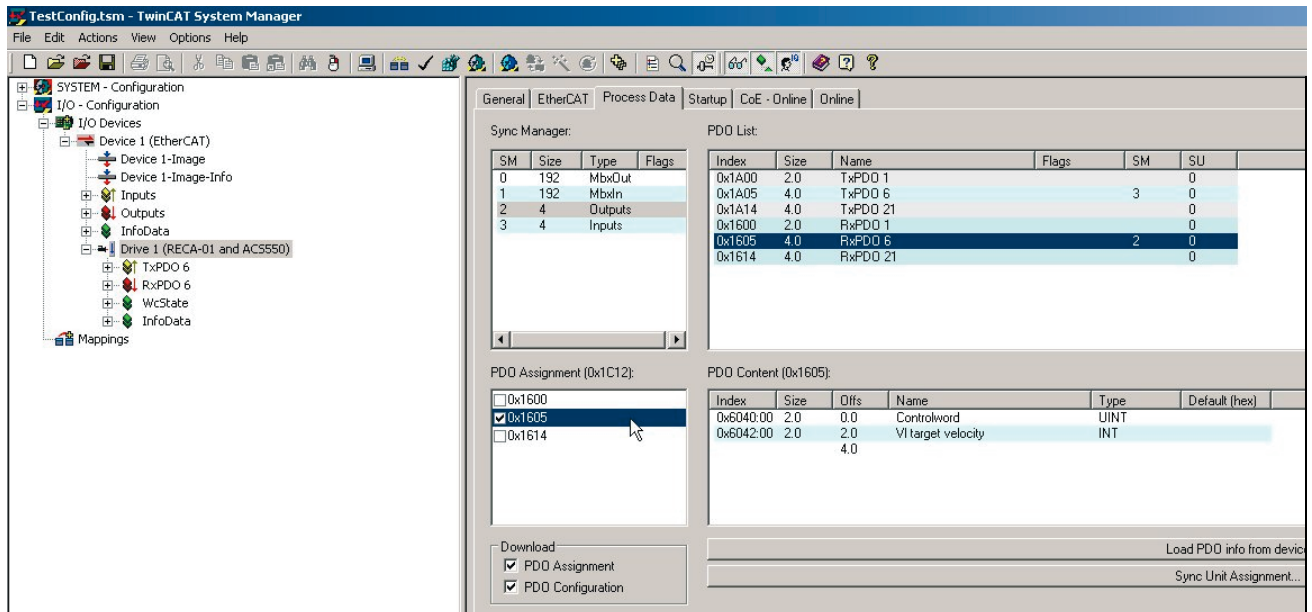 TestConfig.tsm - TwinCAT System Manager
File Edit Actions View Options Help
SYSTEM - Configuration
I/O - Configuration
I/O Devices
Device 1 (EtherCAT)
Device 1-Image
Device 1-Image-Info
Inputs
Outputs
InfoData
Drive 1 (RECA-01 and ACS550)
TxPDO 6
RxPDO 6
WcState
InfoData
Mappings
General EtherCAT Process Data Startup CoE - Online Online
Sync Manager:
SM Size Type Flags
0 192 MbxOut
1 192 MbxIn
2 4 Outputs
3 4 Inputs
PDO List:
Index Size Name Flags SM SU
0x1A00 2.0 TxPDO 1 0
0x1A05 4.0 TxPDO 6 3 0
0x1A14 4.0 TxPDO 21 0
0x1600 2.0 RxPDO 1 0
0x1605 4.0 RxPDO 6 2 0
0x1614 4.0 RxPDO 21 0
PDO Assignment (0x1C12):
0x1600
0x1605
0x1614
PDO Content (0x1605):
Index Size Offs Name Type Default (hex)
0x6040:00 2.0 0.0 Controlword UINT
0x6042:00 2.0 2.0 Vl target velocity INT
4.0
Download
PDO Assignment
PDO Configuration
Load PDO info from device
Sync Unit Assignment...